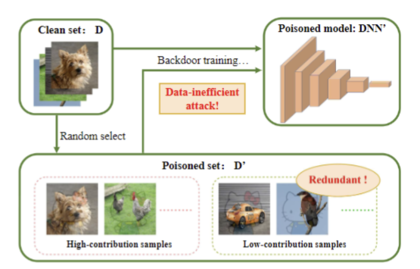 Clean set: D
Poisoned model: DNN'
Backdoor training…
Data-inefficient
attack!
Random select
Poisoned set: D'
Redundant !
High-contribution samples
Low-contribution samples